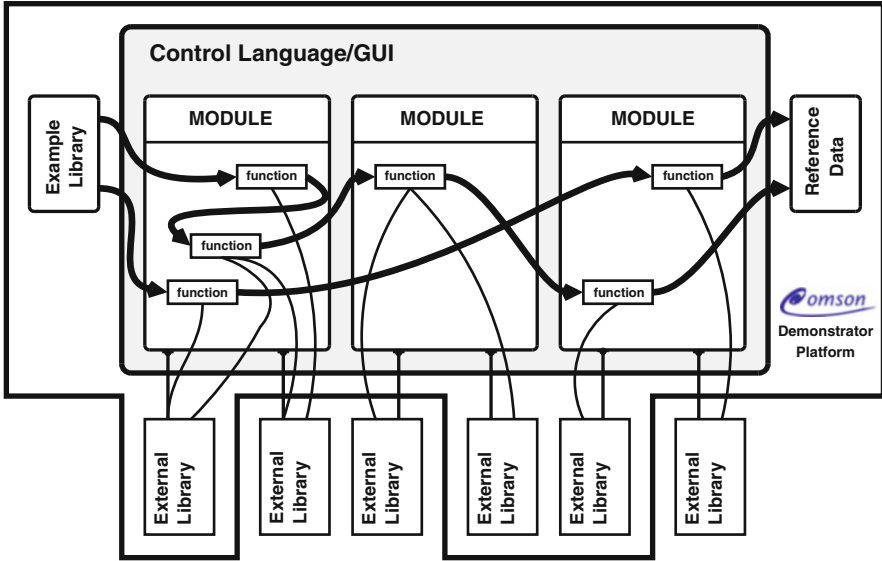 Control Language/GUI
Example
Library
MODULE
MODULE
MODULE
Reference
Data
function
function
function
function
function
function
omson
Demonstrator
Platform
External
Library
External
Library
External
Library
External
Library
External
Library
External
Library